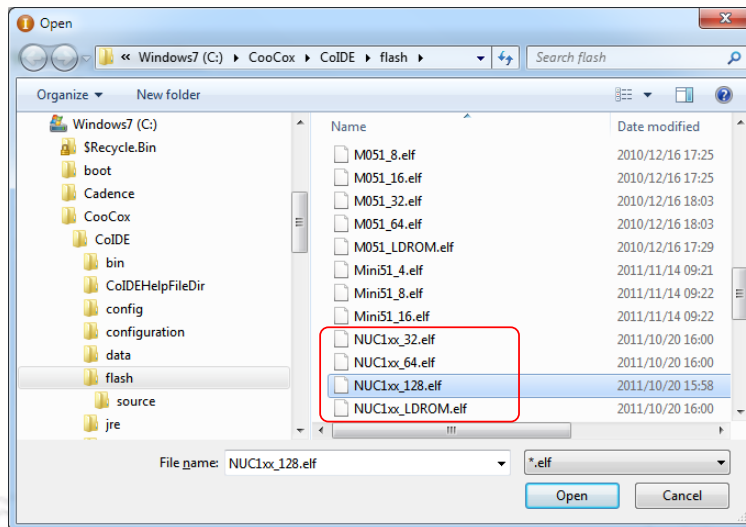 Open
« Windows7 (C:) ▸ CooCox ▸ CoIDE ▸ flash ▸
Search flash
Organize ▾ New folder
Windows7 (C:)
$Recycle.Bin
boot
Cadence
CooCox
CoIDE
bin
CoIDEHelpFileDir
config
configuration
data
flash
source
jre
Name Date modified
M051_8.elf 2010/12/16 17:25
M051_16.elf 2010/12/16 17:25
M051_32.elf 2010/12/16 18:03
M051_64.elf 2010/12/16 18:03
M051_LDROM.elf 2010/12/16 17:29
Mini51_4.elf 2011/11/14 09:21
Mini51_8.elf 2011/11/14 09:22
Mini51_16.elf 2011/11/14 09:22
NUC1xx_32.elf 2011/10/20 16:00
NUC1xx_64.elf 2011/10/20 16:00
NUC1xx_128.elf 2011/10/20 15:58
NUC1xx_LDROM.elf 2011/10/20 16:00
File name: NUC1xx_128.elf
*.elf
Open Cancel